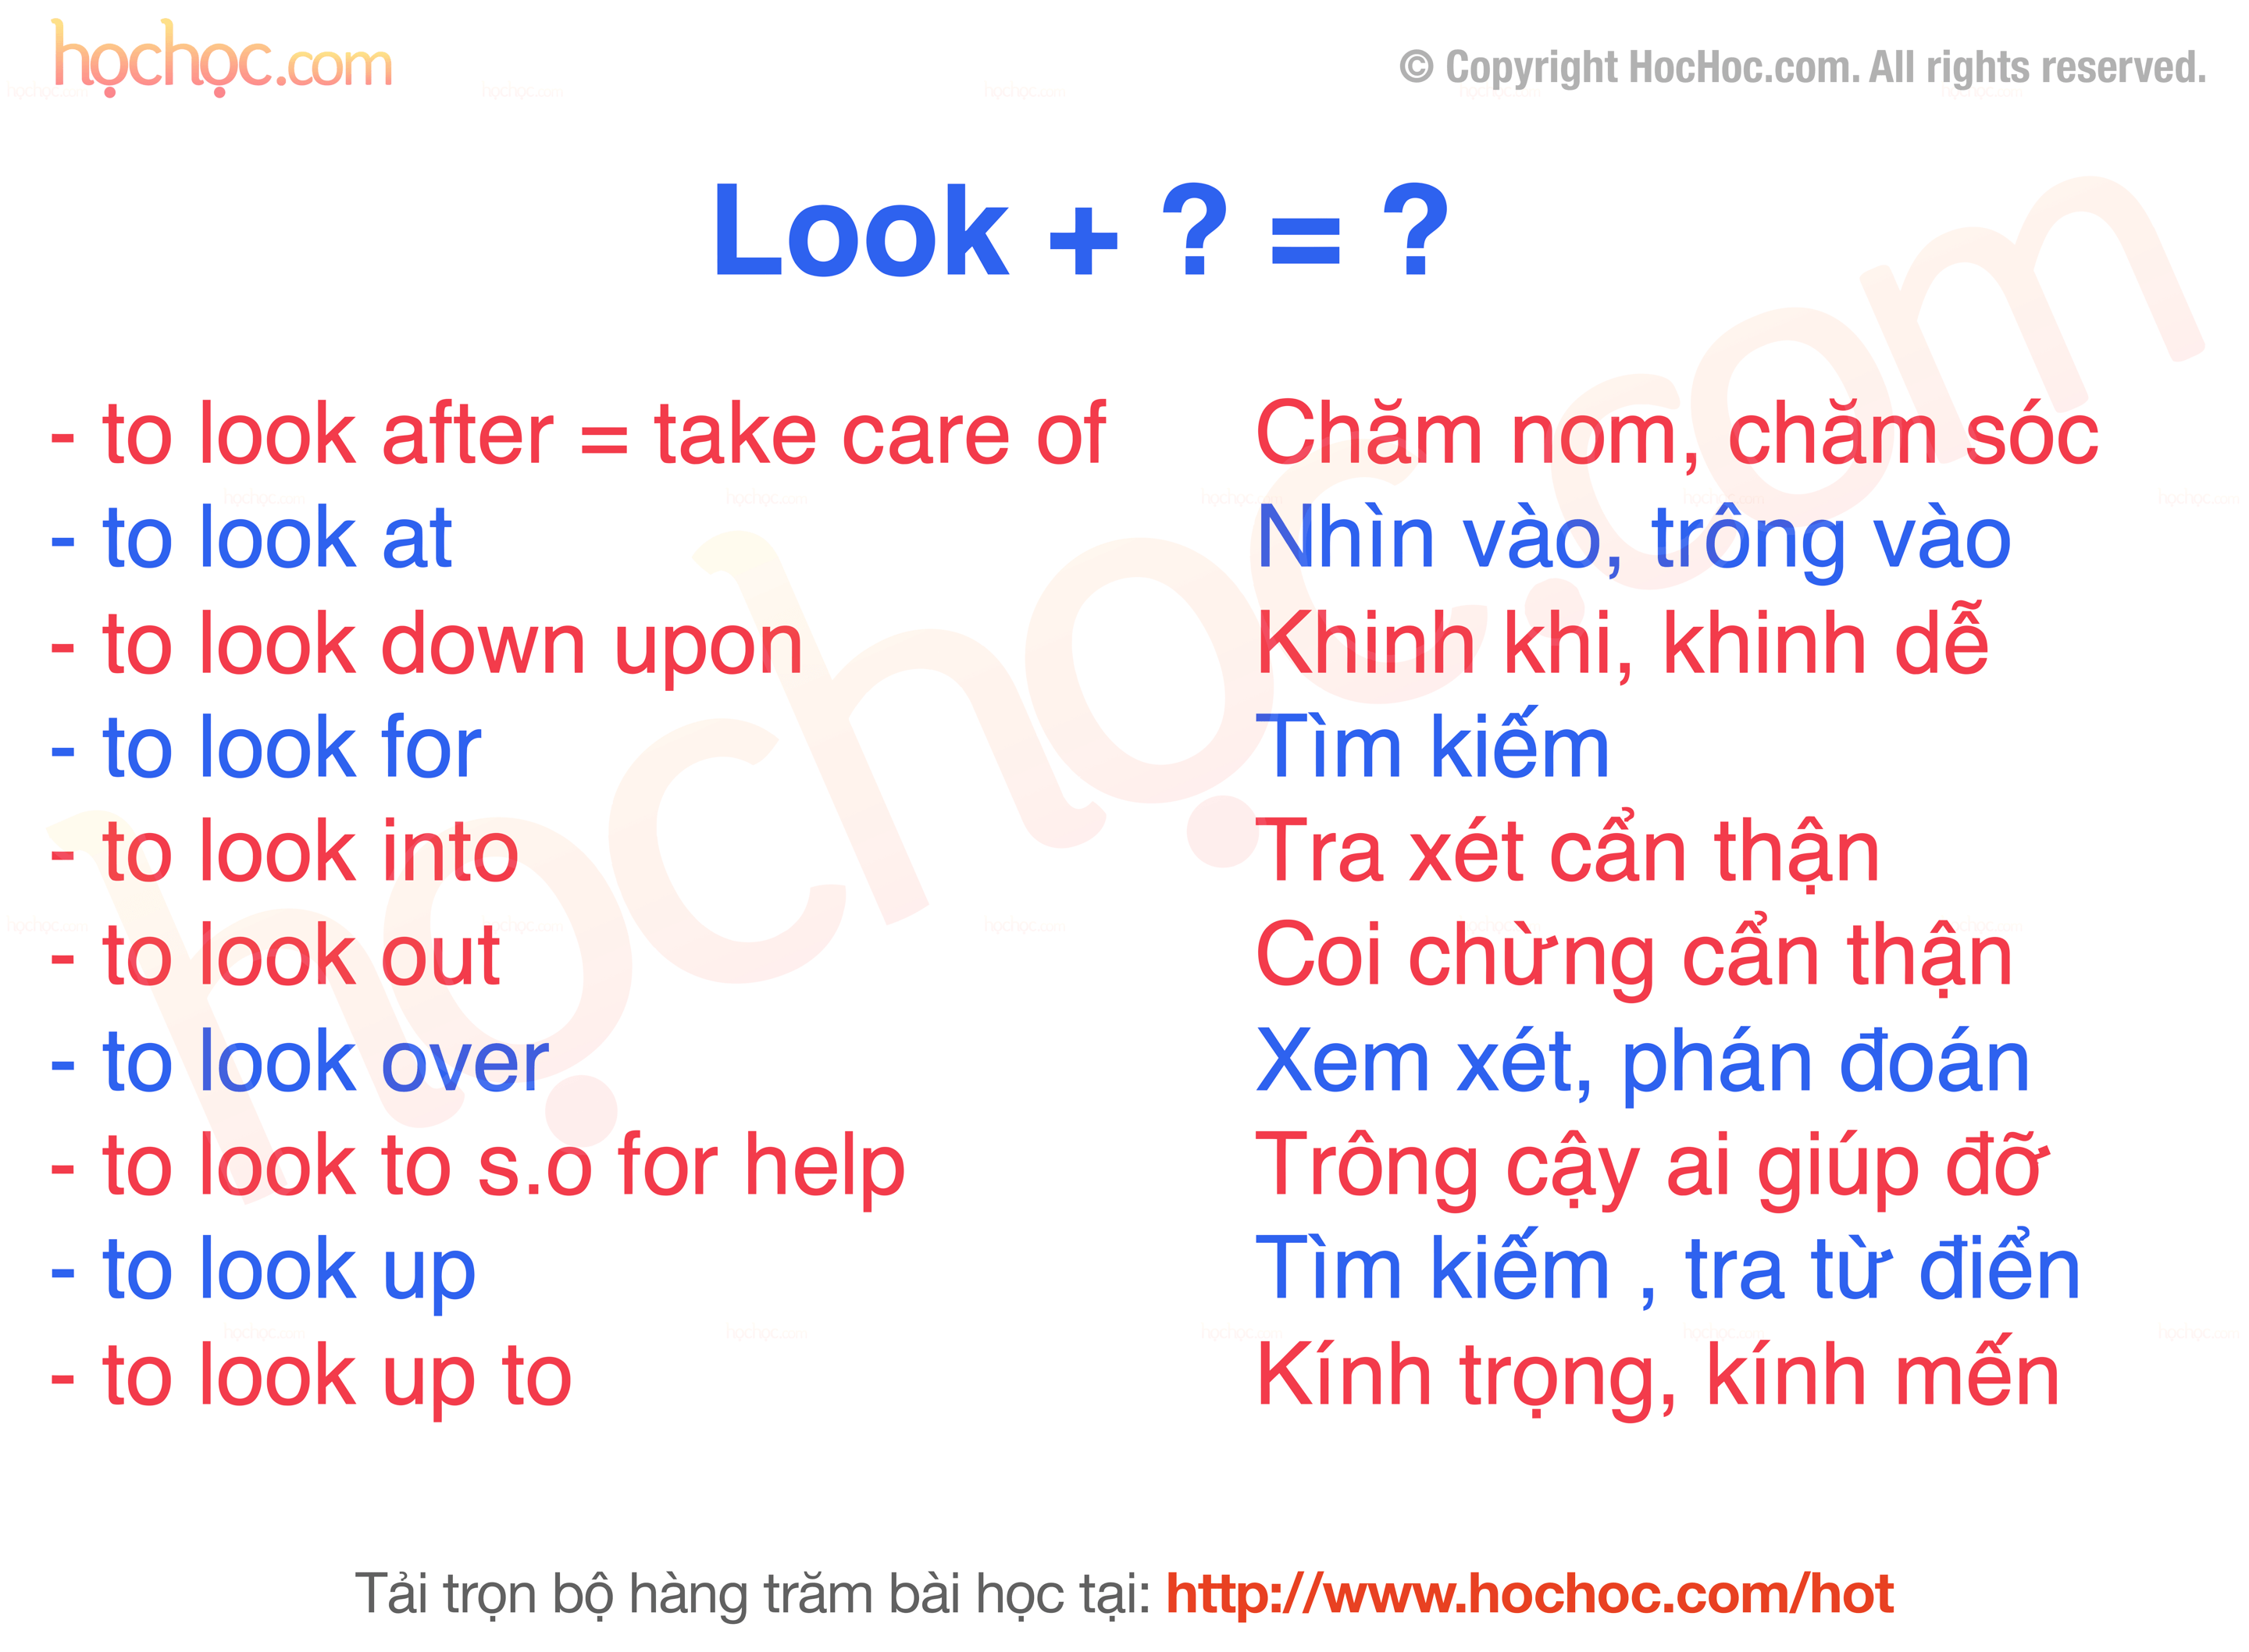 họchọc.com
© Copyright HocHoc.com. All rights reserved.
Look + ? = ?
- to look after = take care of Chăm nom, chăm sóc
- to look at Nhìn vào, trông vào
- to look down upon Khinh khi, khinh dễ
- to look for Tìm kiếm
- to look into Tra xét cẩn thận
- to look out Coi chừng cẩn thận
- to look over Xem xét, phán đoán
- to look to s.o for help Trông cậy ai giúp đỡ
- to look up Tìm kiếm , tra từ điển
- to look up to Kính trọng, kính mến
Tải trọn bộ hàng trăm bài học tại: http://www.hochoc.com/hot